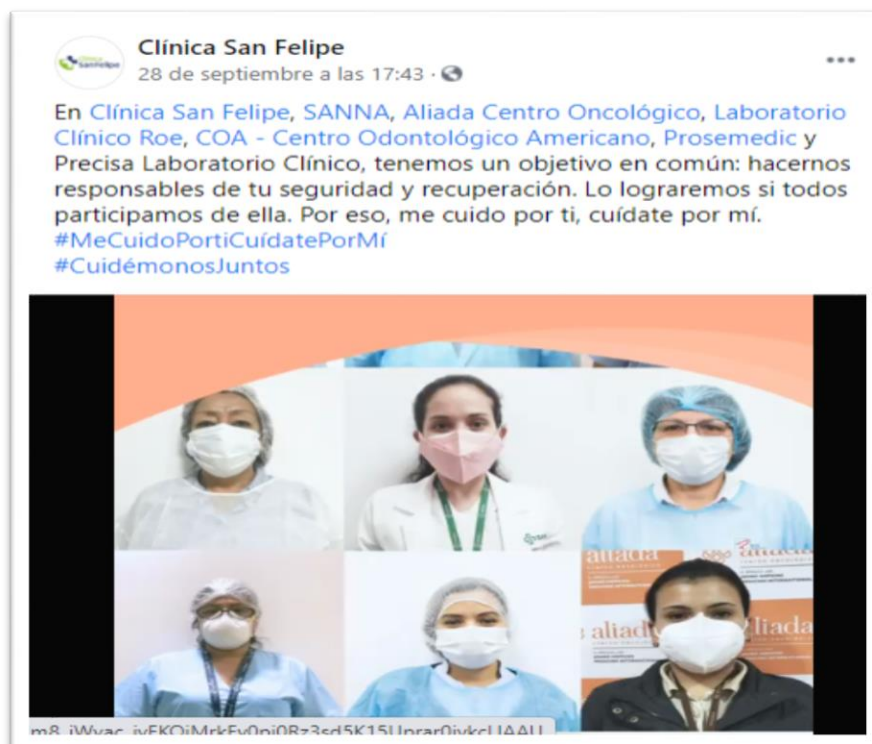 Clínica San Felipe
28 de septiembre a las 17:43 ·
En Clínica San Felipe, SANNA, Aliada Centro Oncológico, Laboratorio
Clínico Roe, COA - Centro Odontológico Americano, Prosemedic y
Precisa Laboratorio Clínico, tenemos un objetivo en común: hacernos
responsables de tu seguridad y recuperación. Lo lograremos si todos
participamos de ella. Por eso, me cuido por ti, cuídate por mí.
#MeCuidoPortiCuídatePorMí
#CuidémonosJuntos
aliada
aliada